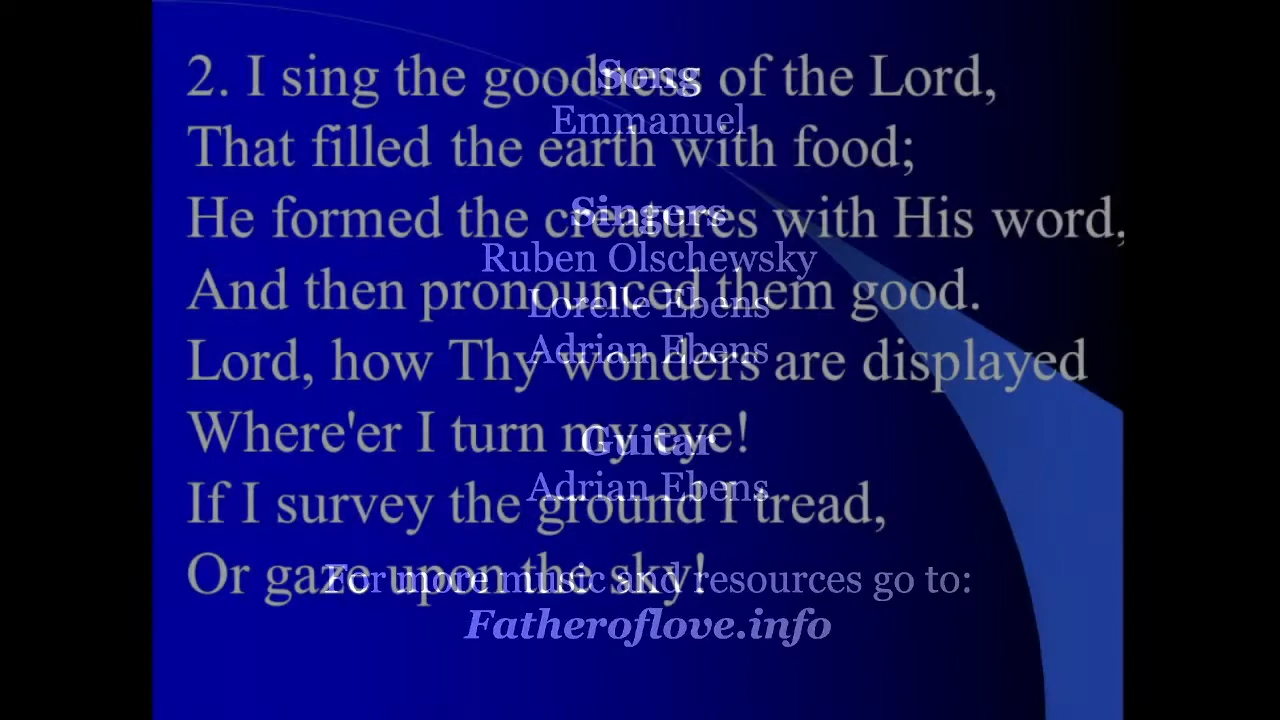 2. I sing the goodness of the Lord,
That filled the earth with food;
He formed the creatures with His word,
And then pronounced them good.
Lord, how Thy wonders are displayed
Where'er I turn my eye!
If I survey the ground I tread,
Or gaze upon the sky!
Song
Emmanuel
Singers
Ruben Olschewsky
Lorelle Ebens
Adrian Ebens
Guitar
Adrian Ebens
For more music and resources go to:
Fatheroflove.info